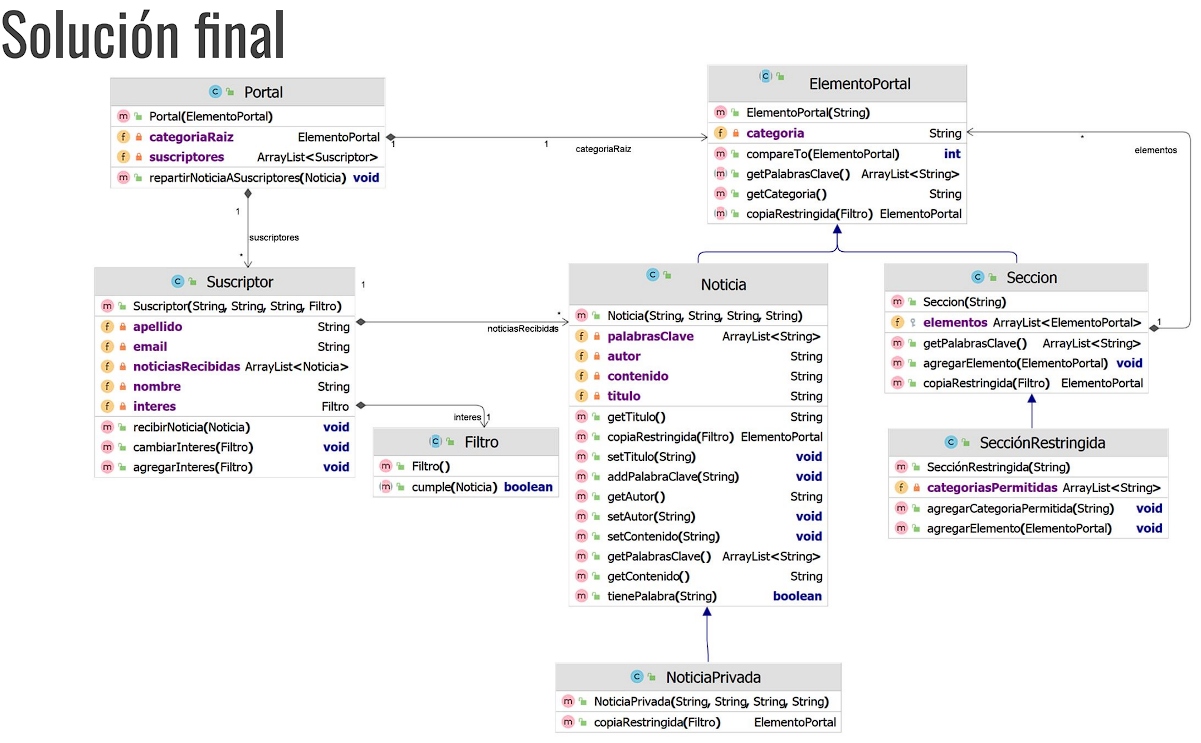 Solución final
Portal
Portal(ElementoPortal)
categoriaRaiz ElementoPortal
suscriptores ArrayList<Suscriptor>
repartirNoticiaASuscriptores(Noticia) void
1
1
categoriaRaiz
ElementoPortal
ElementoPortal(String)
categoria String
compareTo(ElementoPortal) int
getPalabrasClave() ArrayList<String>
getCategoria() String
copiaRestringida(Filtro) ElementoPortal
*
elementos
1
suscriptores
*
Suscriptor
Suscriptor(String, String, String, Filtro)
apellido String
email String
noticiasRecibidas ArrayList<Noticia>
nombre String
interes Filtro
recibirNoticia(Noticia) void
cambiarInteres(Filtro) void
agregarInteres(Filtro) void
1
*
noticiasRecibidas
interes 1
Filtro
Filtro()
cumple(Noticia) boolean
Noticia
Noticia(String, String, String, String)
palabrasClave ArrayList<String>
autor String
contenido String
titulo String
getTitulo() String
copiaRestringida(Filtro) ElementoPortal
setTitulo(String) void
addPalabraClave(String) void
getAutor() String
setAutor(String) void
setContenido(String) void
getPalabrasClave() ArrayList<String>
getContenido() String
tienePalabra(String) boolean
Seccion
Seccion(String)
elementos ArrayList<ElementoPortal>
1
getPalabrasClave() ArrayList<String>
agregarElemento(ElementoPortal) void
copiaRestringida(Filtro) ElementoPortal
SecciónRestringida
SecciónRestringida(String)
categoriasPermitidas ArrayList<String>
agregarCategoriaPermitida(String) void
agregarElemento(ElementoPortal) void
NoticiaPrivada
NoticiaPrivada(String, String, String, String)
copiaRestringida(Filtro) ElementoPortal